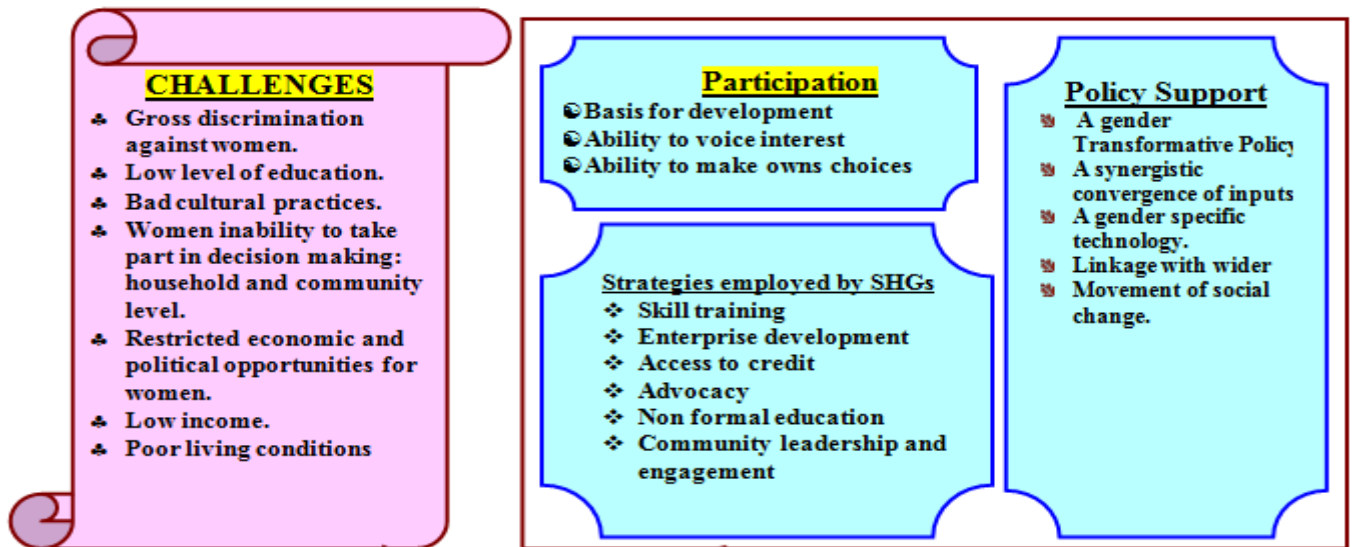 CHALLENGES
♣ Gross discrimination
against women.
♣ Low level of education.
♣ Bad cultural practices.
♣ Women inability to take
part in decision making:
household and community
level.
♣ Restricted economic and
political opportunities for
women.
♣ Low income.
♣ Poor living conditions
Participation
☯Basis for development
☯Ability to voice interest
☯Ability to make owns choices
Strategies employed by SHGs
❖ Skill training
❖ Enterprise development
❖ Access to credit
❖ Advocacy
❖ Non formal education
❖ Community leadership and
engagement
Policy Support
A gender
Transformative Policy
A synergistic
convergence of inputs
A gender specific
technology.
Linkage with wider
Movement of social
change.